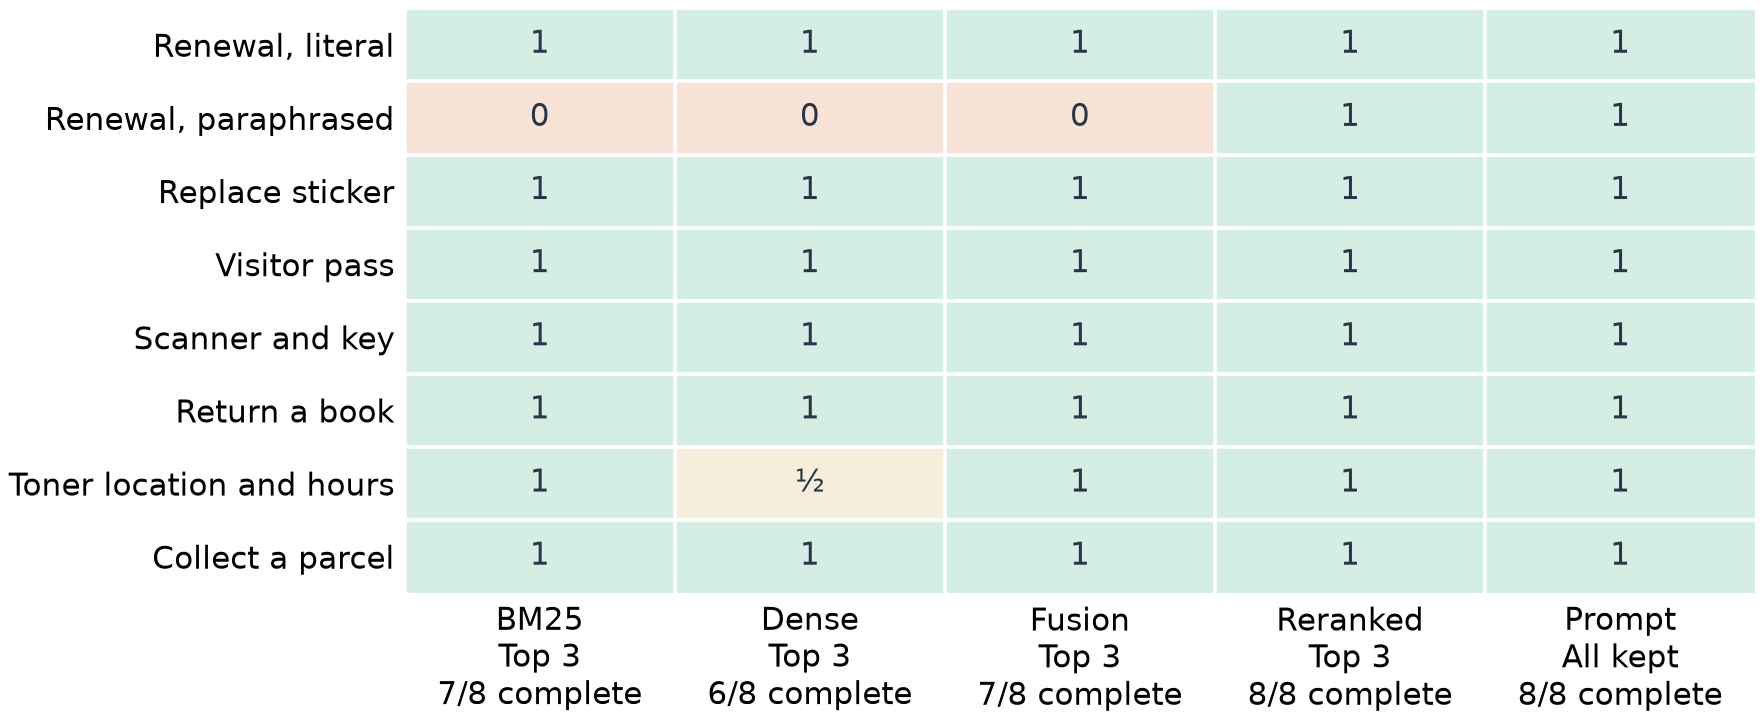 Renewal, literal 1 1 1 1 1
Renewal, paraphrased 0 0 0 1 1
Replace sticker 1 1 1 1 1
Visitor pass 1 1 1 1 1
Scanner and key 1 1 1 1 1
Return a book 1 1 1 1 1
Toner location and hours 1 ½ 1 1 1
Collect a parcel 1 1 1 1 1
BM25 Dense Fusion Reranked Prompt
Top 3 Top 3 Top 3 Top 3 All kept
7/8 complete 6/8 complete 7/8 complete 8/8 complete 8/8 complete